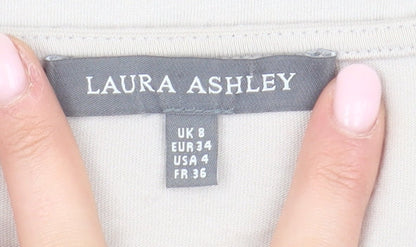 LAURA ASHLEY
UK 8
EUR 34
USA 4
FR 36